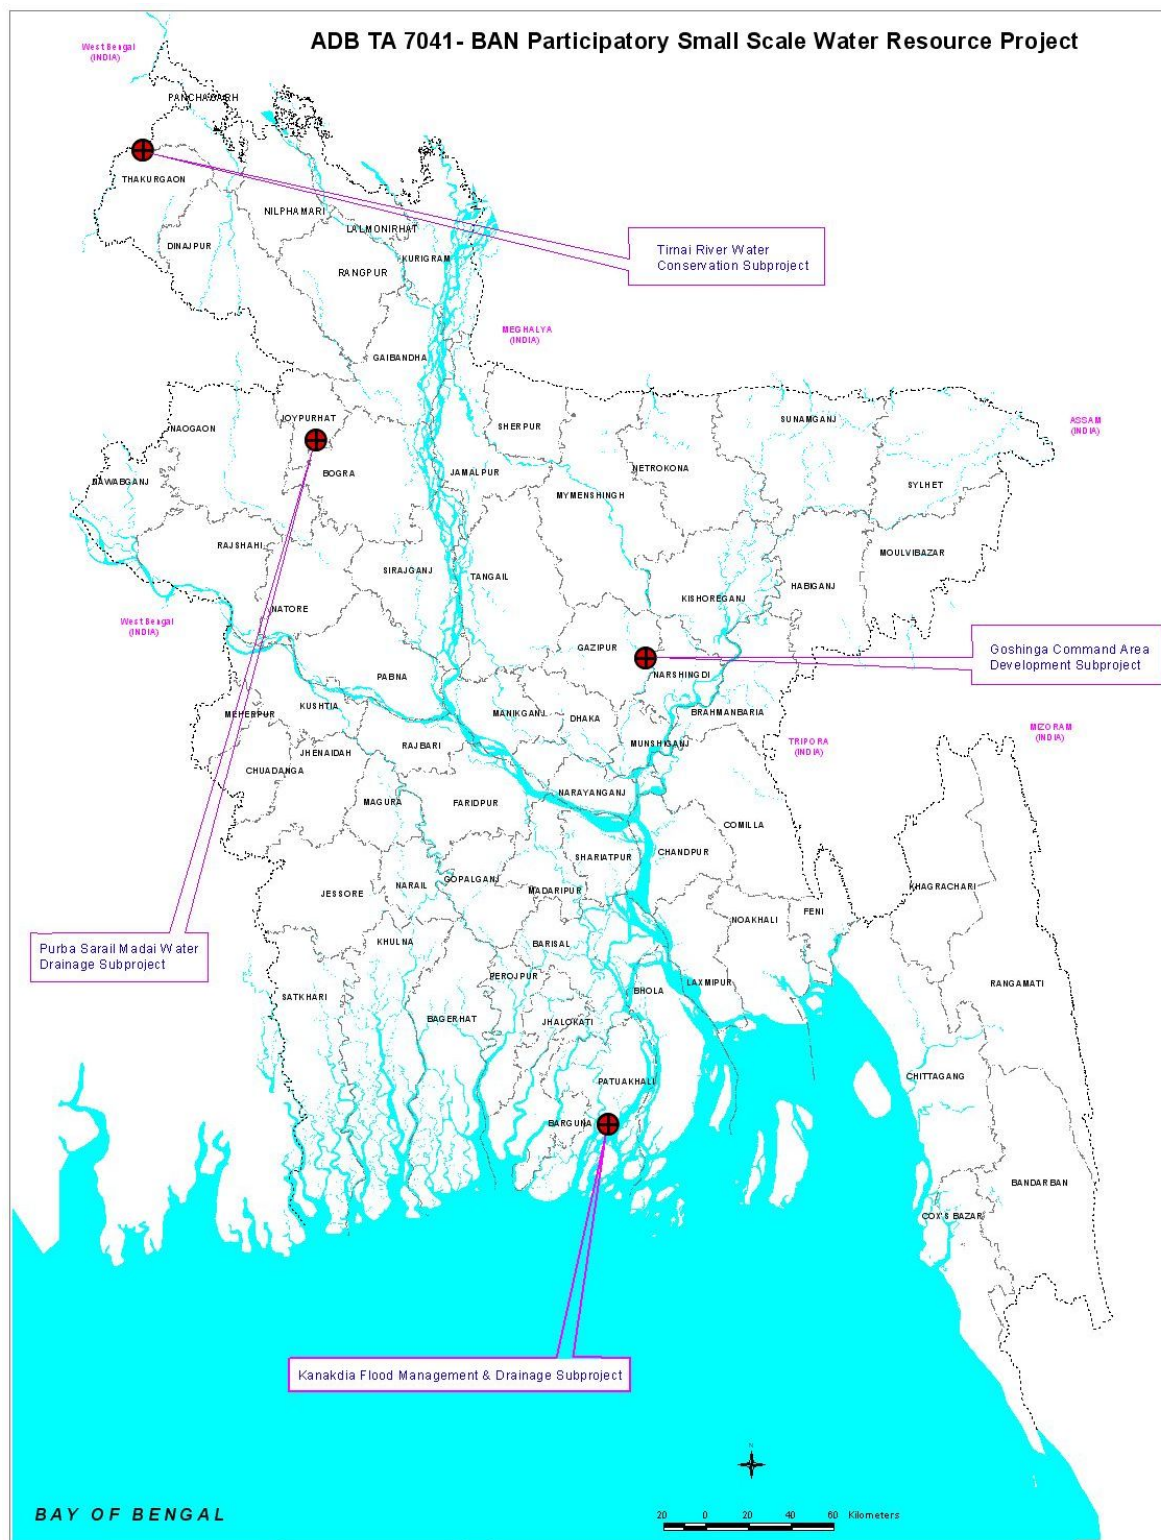 ADB TA 7041- BAN Participatory Small Scale Water Resource Project
West Bengal
(INDIA)
PANCHAGARH
THAKURGAON
NILPHAMARI
LALMONIRHAT
DINAJPUR
KURIGRAM
RANGPUR
Tirnai River Water
Conservation Subproject
MEGHALYA
(INDIA)
GAIBANDHA
JOYPURHAT
NAOGAON
SHERPUR
SUNAMGANJ
ASSAM
(INDIA)
NETROKONA
BOGRA
JAMALPUR
NAWABGANJ
SYLHET
MYMENSHINGH
RAJSHAHI
MOULVIBAZAR
SIRAJGANJ
TANGAIL
HABIGANJ
KISHOREGANJ
NATORE
West Bengal
(INDIA)
GAZIPUR
Goshinga Command Area
Development Subproject
PABNA
NARSHINGDI
KUSHTIA
MEHERPUR
MANIKGANJ
DHAKA
BRAHMANBARIA
MIZORAM
(INDIA)
TRIPORA
(INDIA)
RAJBARI
MUNSHIGANJ
JHENAIDAH
CHUADANGA
NARAYANGANJ
MAGURA
FARIDPUR
COMILLA
CHANDPUR
SHARIATPUR
GOPALGANJ
NARAIL
JESSORE
MADARIPUR
KHAGRACHARI
FENI
NOAKHALI
KHULNA
BARISAL
Purba Sarail Madai Water
Drainage Subproject
PEROJPUR
LAXMIPUR
RANGAMATI
BHOLA
SATKHARI
BAGERHAT
JHALOKATI
CHITTAGANG
PATUAKHALI
BARGUNA
BANDARBAN
COX'S BAZAR
Kanakdia Flood Management & Drainage Subproject
N
BAY OF BENGAL
20 0 20 40 60 Kilometers